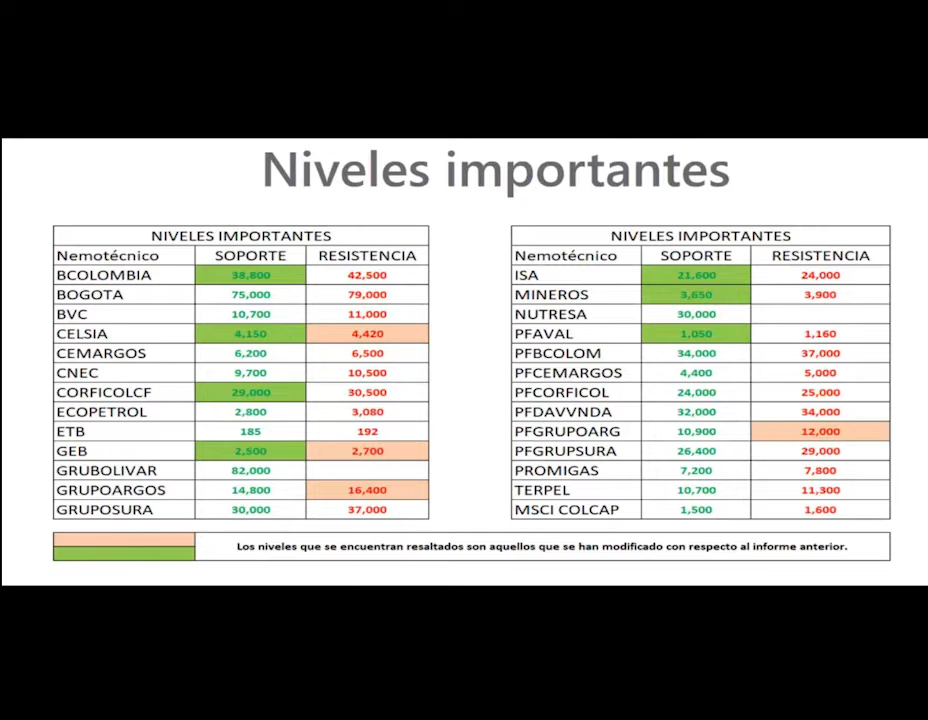 Niveles importantes
NIVELES IMPORTANTES
Nemotécnico SOPORTE RESISTENCIA
BCOLOMBIA 38,800 42,500
BOGOTA 75,000 79,000
BVC 10,700 11,000
CELSIA 4,150 4,420
CEMARGOS 6,200 6,500
CNEC 9,700 10,500
CORFICOLCF 29,000 30,500
ECOPETROL 2,800 3,080
ETB 185 192
GEB 2,500 2,700
GRUBOLIVAR 82,000
GRUPOARGOS 14,800 16,400
GRUPOSURA 30,000 37,000
NIVELES IMPORTANTES
Nemotécnico SOPORTE RESISTENCIA
ISA 21,600 24,000
MINEROS 3,650 3,900
NUTRESA 30,000
PFAVAL 1,050 1,160
PFBCOLOM 34,000 37,000
PFCEMARGOS 4,400 5,000
PFCORFICOL 24,000 25,000
PFDAVVNDA 32,000 34,000
PFGRUPOARG 10,900 12,000
PFGRUPSURA 26,400 29,000
PROMIGAS 7,200 7,800
TERPEL 10,700 11,300
MSCI COLCAP 1,500 1,600
Los niveles que se encuentran resaltados son aquellos que se han modificado con respecto al informe anterior.